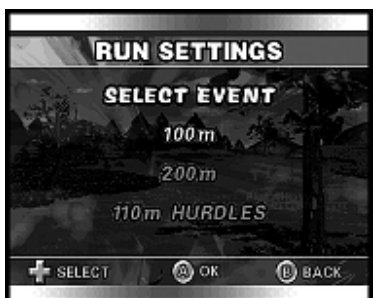 RUN SETTINGS
SELECT EVENT
100m
200m
110m HURDLES
SELECT A OK B BACK